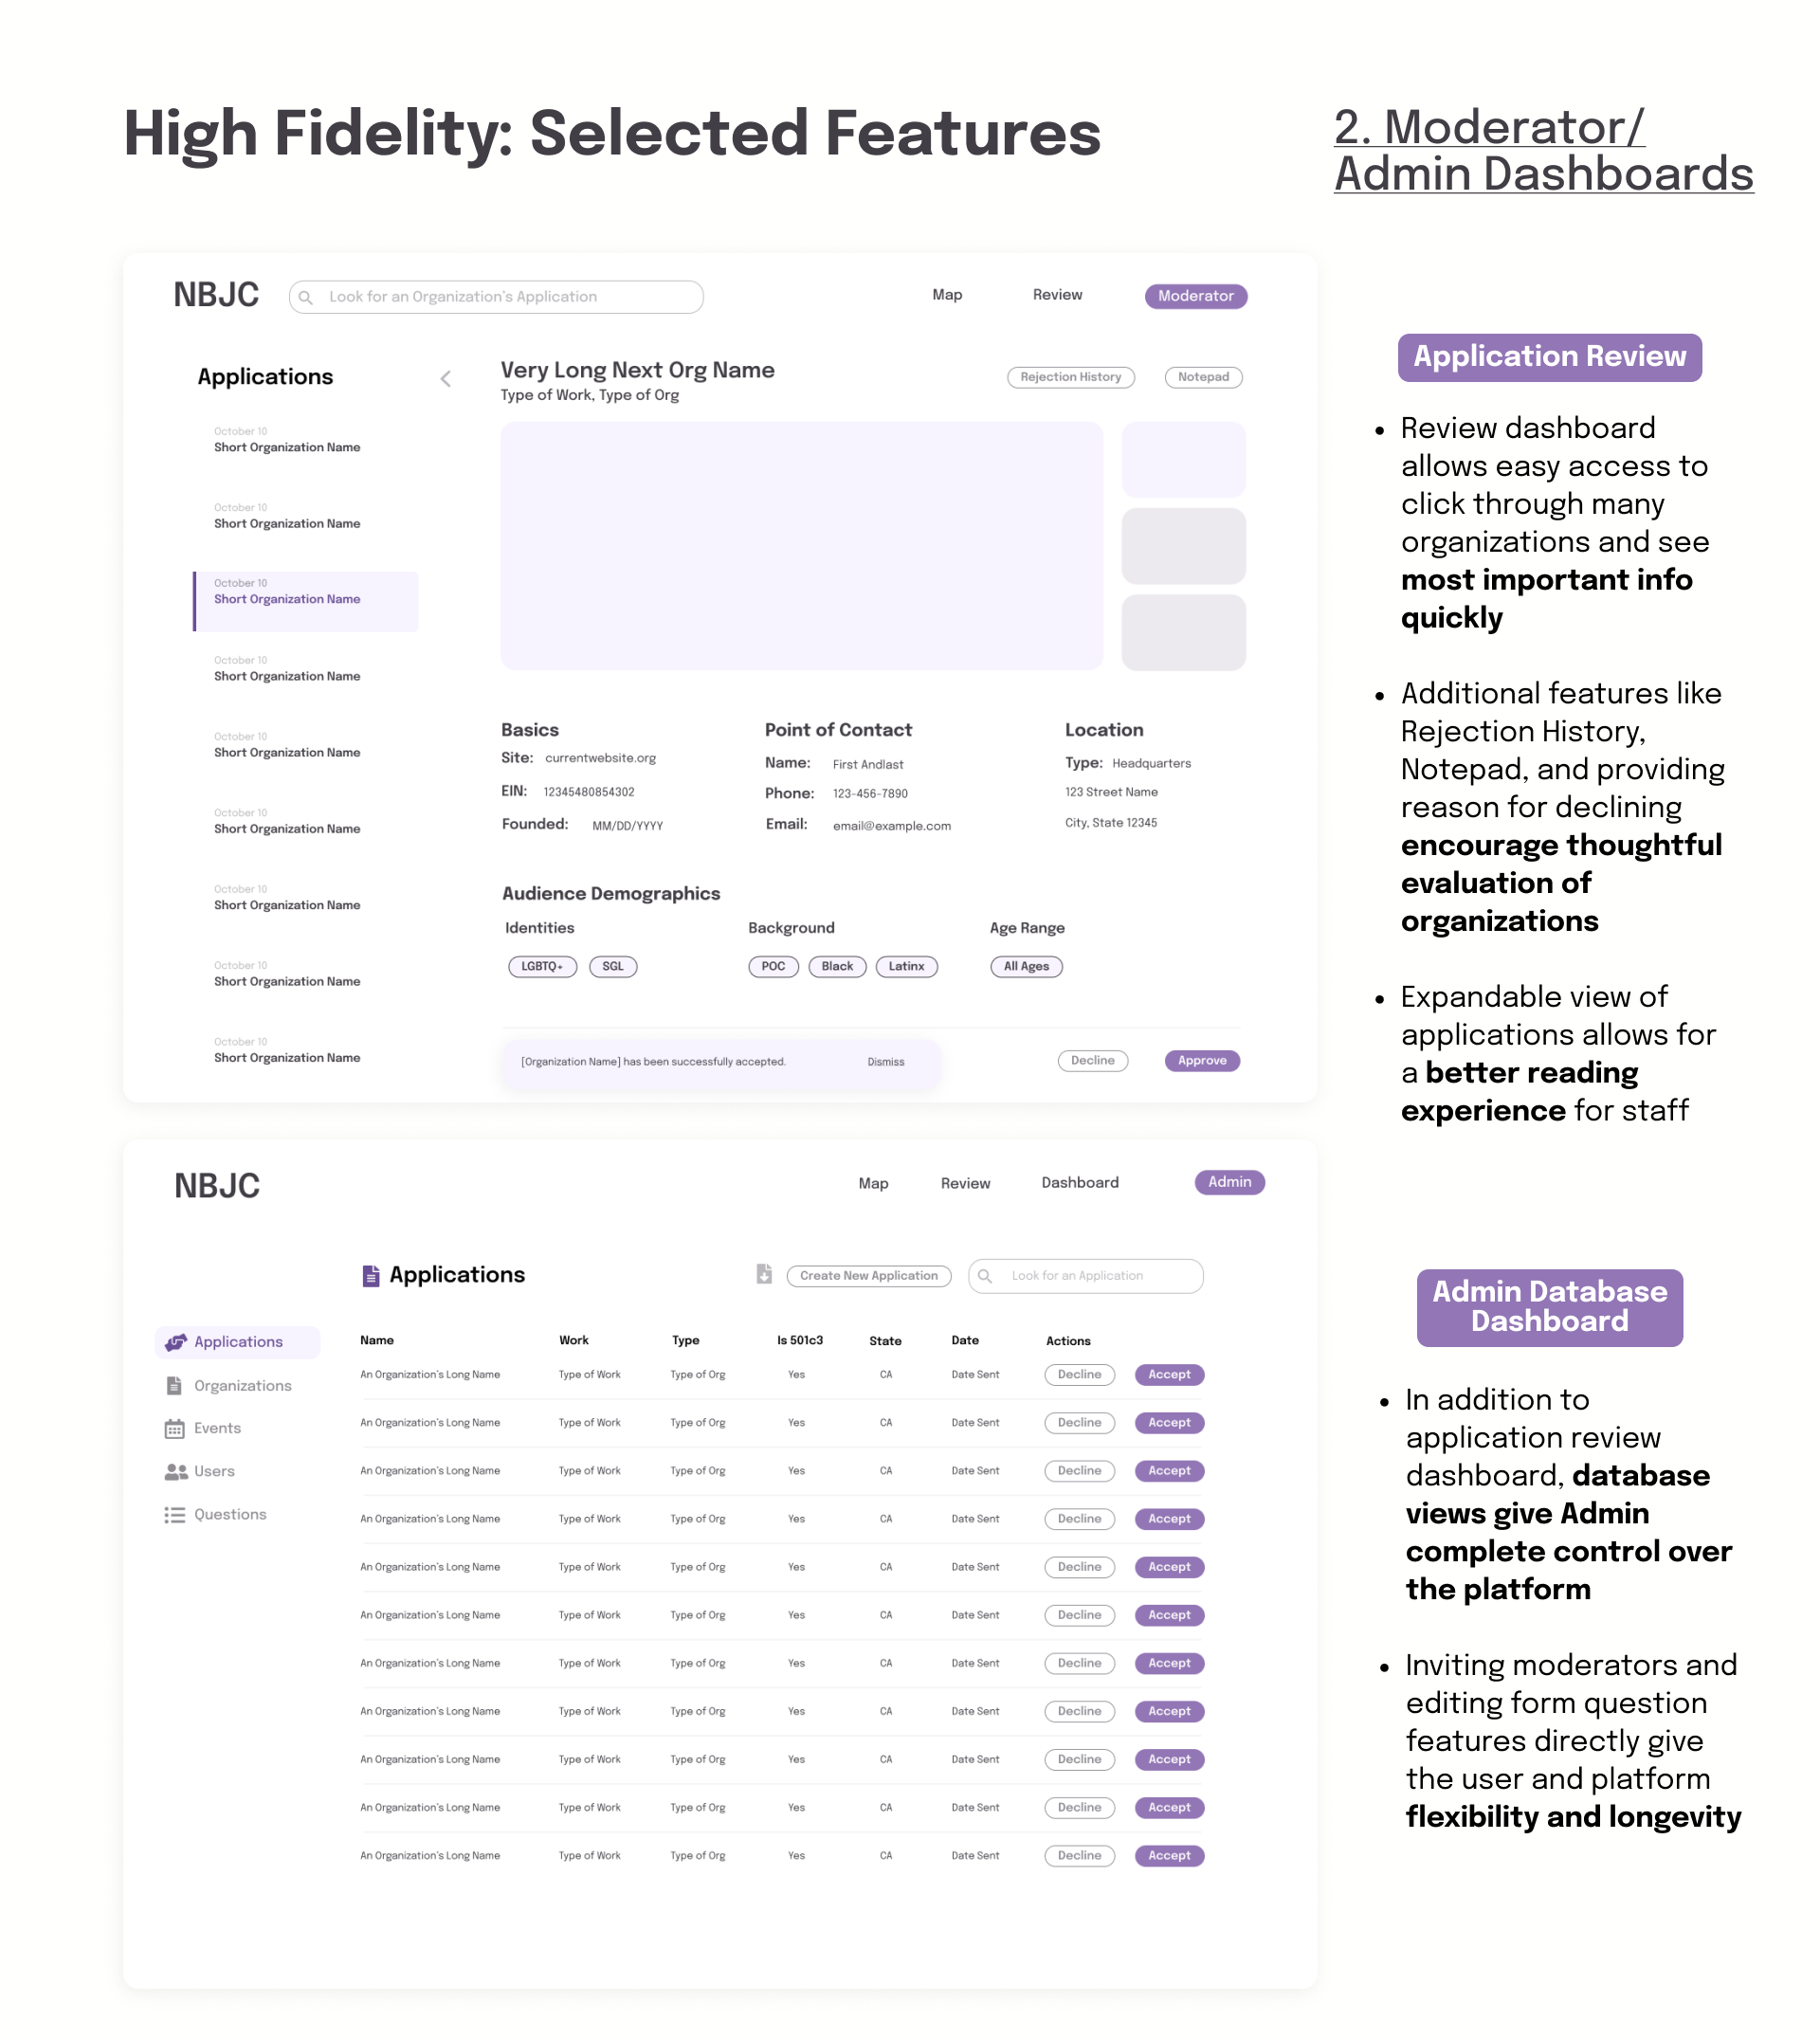 High Fidelity: Selected Features
2. Moderator/
Admin Dashboards
NBJC
Look for an Organization's Application
Map
Review
Moderator
Applications
October 10
Short Organization Name
October 10
Short Organization Name
October 10
Short Organization Name
October 10
Short Organization Name
October 10
Short Organization Name
October 10
Short Organization Name
October 10
Short Organization Name
October 10
Short Organization Name
October 10
Short Organization Name
Very Long Next Org Name
Type of Work, Type of Org
Rejection History
Notepad
Basics
Site: currentwebsite.org
EIN: 12345480854302
Founded: MM/DD/YYYY
Point of Contact
Name: First Andlast
Phone: 123-456-7890
Email: email@example.com
Location
Type: Headquarters
123 Street Name
City, State 12345
Audience Demographics
Identities
LGBTQ+ SGL
Background
POC Black Latinx
Age Range
All Ages
[Organization Name] has been successfully accepted. Dismiss
Decline
Approve
Application Review
• Review dashboard
allows easy access to
click through many
organizations and see
most important info
quickly
• Additional features like
Rejection History,
Notepad, and providing
reason for declining
encourage thoughtful
evaluation of
organizations
• Expandable view of
applications allows for
a better reading
experience for staff
NBJC
Map
Review
Dashboard
Admin
Applications
Create New Application
Look for an Application
Applications
Organizations
Events
Users
Questions
Name Work Type Is 501c3 State Date Actions
An Organization's Long Name Type of Work Type of Org Yes CA Date Sent Decline Accept
An Organization's Long Name Type of Work Type of Org Yes CA Date Sent Decline Accept
An Organization's Long Name Type of Work Type of Org Yes CA Date Sent Decline Accept
An Organization's Long Name Type of Work Type of Org Yes CA Date Sent Decline Accept
An Organization's Long Name Type of Work Type of Org Yes CA Date Sent Decline Accept
An Organization's Long Name Type of Work Type of Org Yes CA Date Sent Decline Accept
An Organization's Long Name Type of Work Type of Org Yes CA Date Sent Decline Accept
An Organization's Long Name Type of Work Type of Org Yes CA Date Sent Decline Accept
An Organization's Long Name Type of Work Type of Org Yes CA Date Sent Decline Accept
An Organization's Long Name Type of Work Type of Org Yes CA Date Sent Decline Accept
An Organization's Long Name Type of Work Type of Org Yes CA Date Sent Decline Accept
Admin Database
Dashboard
• In addition to
application review
dashboard, database
views give Admin
complete control over
the platform
• Inviting moderators and
editing form question
features directly give
the user and platform
flexibility and longevity